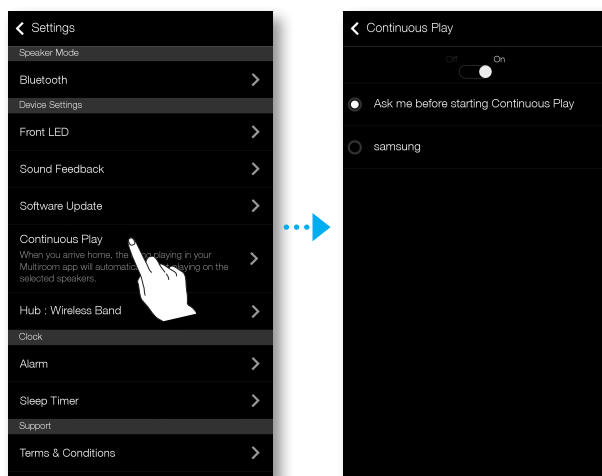 Settings
Speaker Mode
Bluetooth
Device Settings
Front LED
Sound Feedback
Software Update
Continuous Play
When you arrive home, the playing in your
Multiroom app will playing on the
selected speakers.
Hub : Wireless Band
Clock
Alarm
Sleep Timer
Support
Terms & Conditions
Continuous Play
Off On
Ask me before starting Continuous Play
samsung